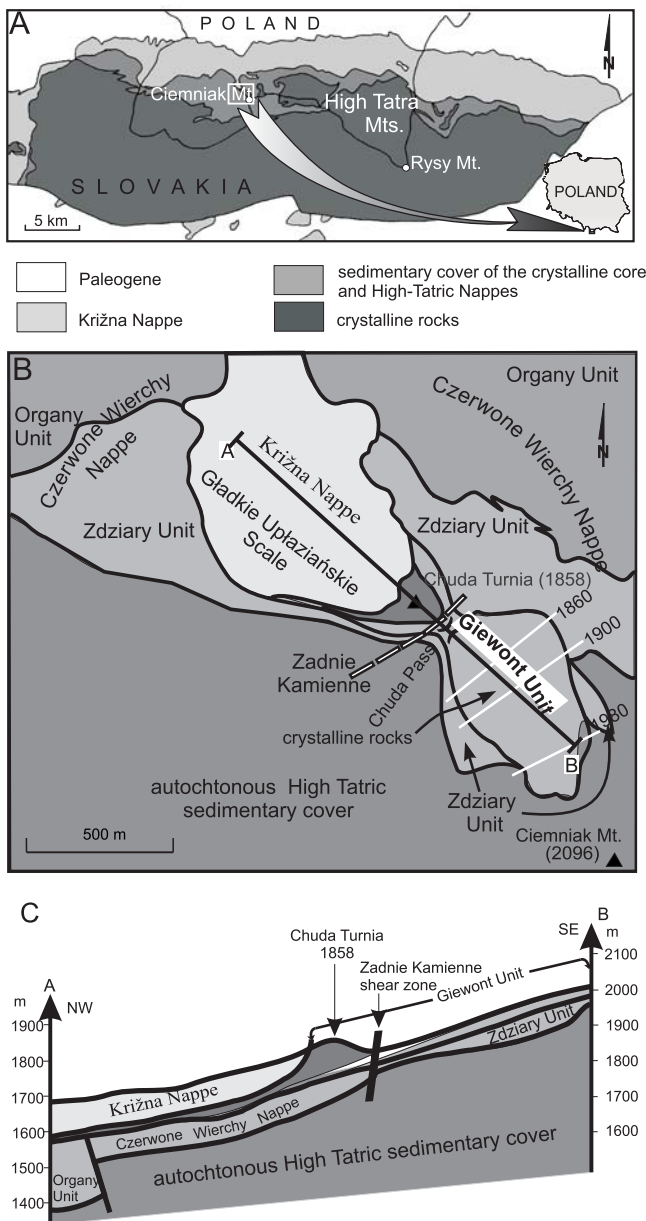 A
POLAND
N
Ciemniak Mt.
High Tatra
Mts.
Rysy Mt.
SLOVAKIA
POLAND
5 km
Paleogene
Križna Nappe
sedimentary cover of the crystalline core
and High-Tatric Nappes
crystalline rocks
B
Organy Unit
Czerwone Wierchy
Nappe
Organy
Unit
Czerwone Wierchy Nappe
N
A
Križna Nappe
Gładkie Upłaziańskie
Scale
Zdziary Unit
Zdziary Unit
Chuda Turnia (1858)
1860
1900
Giewont Unit
Zadnie
Kamienne
Chuda Pass
crystalline rocks
1980
B
autochtonous High Tatric
sedimentary cover
Zdziary
Unit
500 m
Ciemniak Mt.
(2096)
C
B
SE
m
Chuda Turnia
1858
Zadnie Kamienne
shear zone
Giewont Unit
A
m
NW
2100
2000
1900
1800
1700
1600
1900
1800
1700
1600
1500
1400
Zdziary Unit
Križna Nappe
Czerwone Wierchy Nappe
Organy
Unit
autochtonous High Tatric sedimentary cover